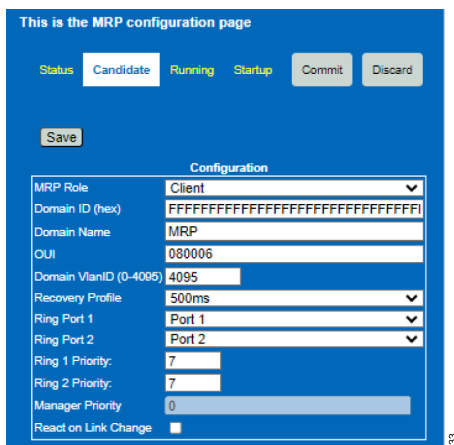 This is the MRP configuration page
Status Candidate Running Startup Commit Discard
Save
Configuration
MRP Role Client
Domain ID (hex) FFFFFFFFFFFFFFFFFFFFFFFFFFFFFFFI
Domain Name MRP
OUI 080006
Domain VlanID (0-4095) 4095
Recovery Profile 500ms
Ring Port 1 Port 1
Ring Port 2 Port 2
Ring 1 Priority: 7
Ring 2 Priority: 7
Manager Priority 0
React on Link Change